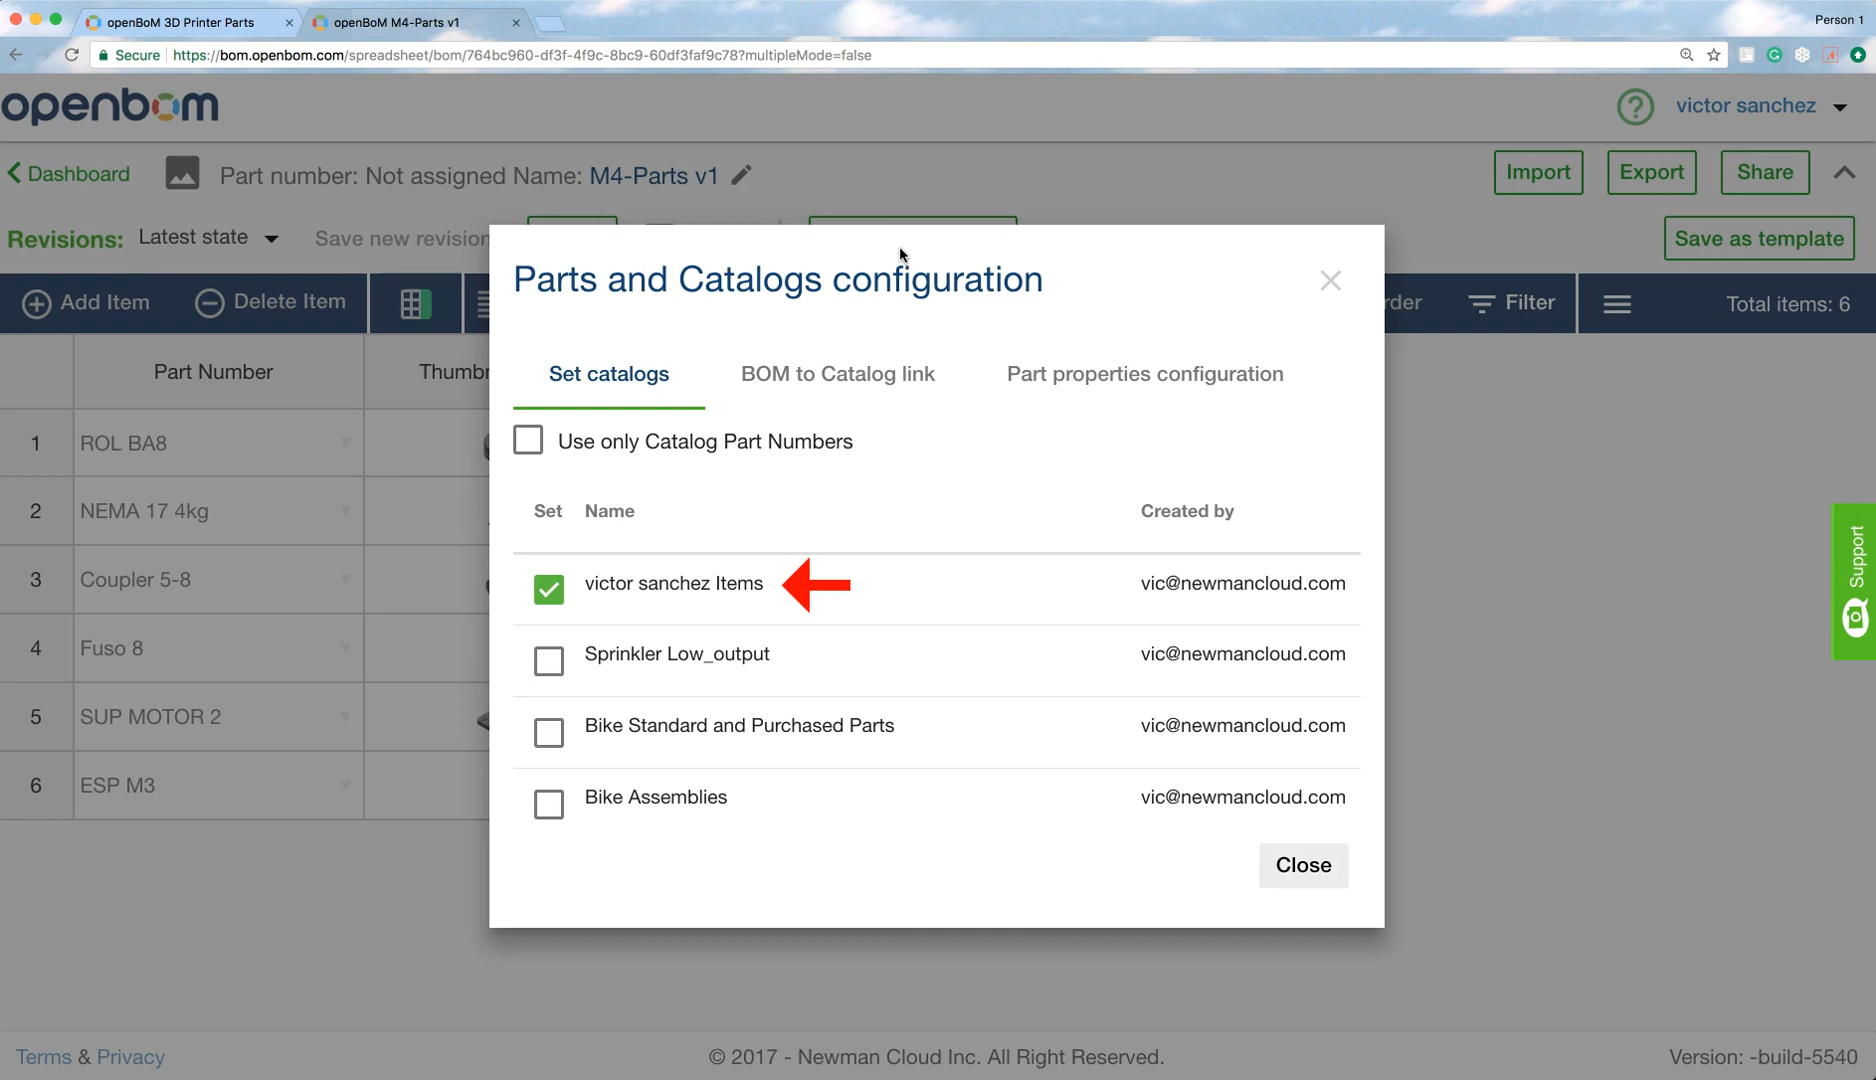 openBoM 3D Printer Parts
openBoM M4-Parts v1
Person 1
Secure https://bom.openbom.com/spreadsheet/bom/764bc960-df3f-4f9c-8bc9-60df3faf9c78?multipleMode=false
openbom
victor sanchez
Dashboard
Part number: Not assigned Name: M4-Parts v1
Import
Export
Share
Revisions: Latest state
Save new revision
Save as template
Add Item
Delete Item
Filter
Total items: 6
Part Number
1 ROL BA8
2 NEMA 17 4kg
3 Coupler 5-8
4 Fuso 8
5 SUP MOTOR 2
6 ESP M3
Parts and Catalogs configuration
Set catalogs
BOM to Catalog link
Part properties configuration
Use only Catalog Part Numbers
Set Name Created by
victor sanchez Items vic@newmancloud.com
Sprinkler Low_output vic@newmancloud.com
Bike Standard and Purchased Parts vic@newmancloud.com
Bike Assemblies vic@newmancloud.com
Close
Support
Terms & Privacy
© 2017 - Newman Cloud Inc. All Right Reserved.
Version: -build-5540